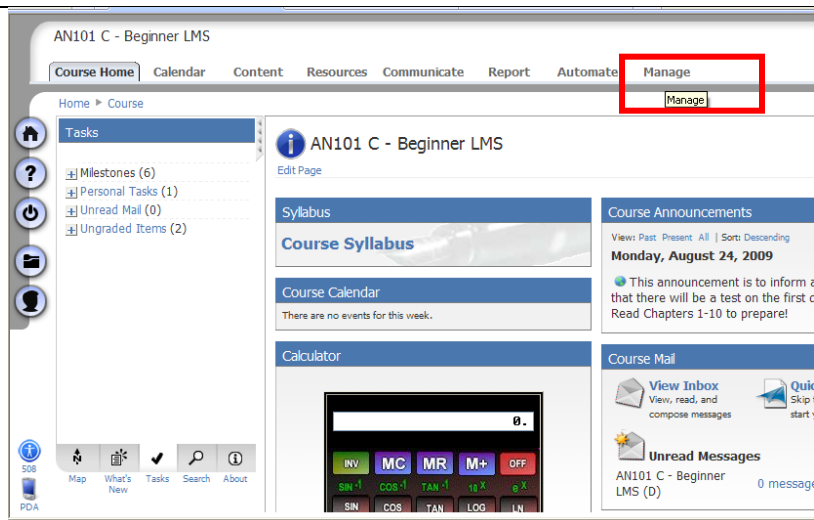 AN101 C - Beginner LMS
Course Home Calendar Content Resources Communicate Report Automate Manage
Manage
Home Course
Tasks
Milestones (6)
Personal Tasks (1)
Unread Mail (0)
Ungraded Items (2)
AN101 C - Beginner LMS
Edit Page
Syllabus
Course Syllabus
Course Calendar
There are no events for this week.
Calculator
0.
INV MC MR M+ OFF
SIN-1 COS-1 TAN-1 10X eX
SIN COS TAN LOG LN
Course Announcements
View: Past Present All | Sort: Descending
Monday, August 24, 2009
This announcement is to inform a
that there will be a test on the first
Read Chapters 1-10 to prepare!
Course Mail
View Inbox
View, read, and
compose messages
Skip
start
Unread Messages
AN101 C - Beginner
LMS (D)
0 message
508
PDA
Map What's New Tasks Search About